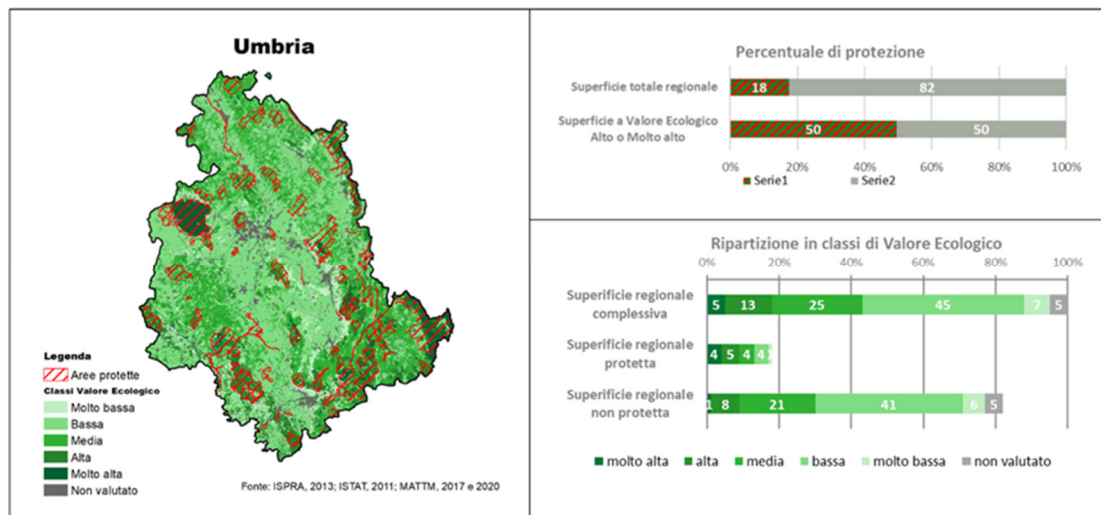 Umbria
Legenda
Aree protette
Classi Valore Ecologico
Molto bassa
Bassa
Media
Alta
Molto alta
Non valutato
Fonte: ISPRA, 2013; ISTAT, 2011; MATTM, 2017 e 2020
Percentuale di protezione
Superficie totale regionale
18 82
Superficie a Valore Ecologico
Alto o Molto alto
50 50
0% 20% 40% 60% 80% 100%
Serie1 Serie2
Ripartizione in classi di Valore Ecologico
0% 20% 40% 60% 80% 100%
Superificie regionale
complessiva
5 13 25 45 7 5
Superificie regionale
protetta
4 5 4 4 1
Superificie regionale
non protetta
1 8 21 41 6 5
molto alta alta media bassa molto bassa non valutato